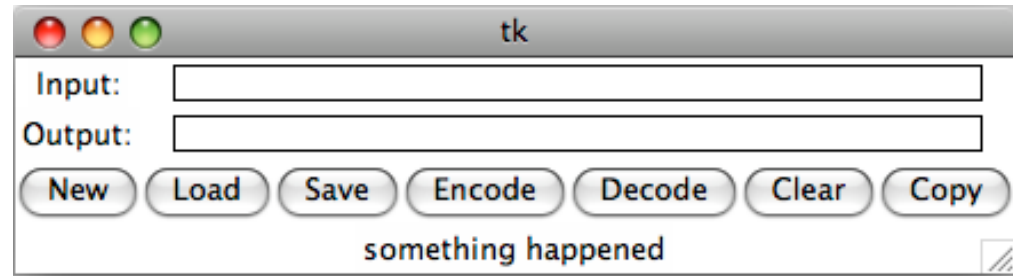 tk
Input:
Output:
New Load Save Encode Decode Clear Copy
something happened